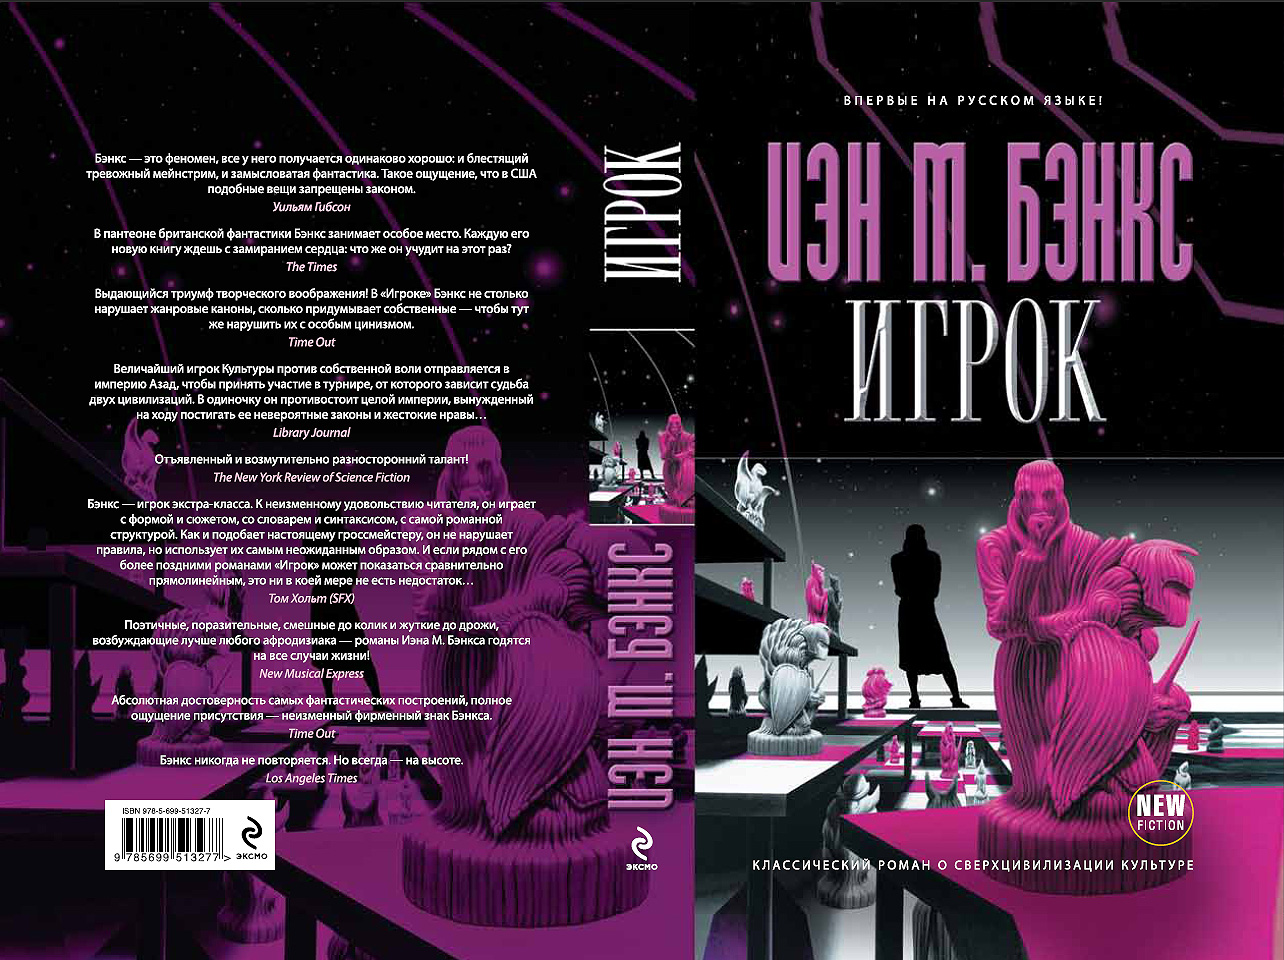 Бэнкс — это феномен, все у него получается одинаково хорошо: и блестящий
тревожный мейнстрим, и замысловатая фантастика. Такое ощущение, что в США
подобные вещи запрещены законом.
Уильям Гибсон
В пантеоне британской фантастики Бэнкс занимает особое место. Каждую его
новую книгу ждешь с замиранием сердца: что же он учудит на этот раз?
The Times
Выдающийся триумф творческого воображения! В «Игроке» Бэнкс не столько
нарушает жанровые каноны, сколько придумывает собственные — чтобы тут
же нарушить их с особым цинизмом.
Time Out
Величайший игрок Культуры против собственной воли отправляется в
империю Азад, чтобы принять участие в турнире, от которого зависит судьба
двух цивилизаций. В одиночку он противостоит целой империи, вынужденный
на ходу постигать ее невероятные законы и жестокие нравы…
Library Journal
Отъявленный и возмутительно разносторонний талант!
The New York Review of Science Fiction
Бэнкс — игрок экстра-класса. К неизменному удовольствию читателя, он играет
с формой и сюжетом, со словарем и синтаксисом, с самой романной
структурой. Как и подобает настоящему гроссмейстеру, он не нарушает
правила, но использует их самым неожиданным образом. И если рядом с его
более поздними романами «Игрок» может показаться сравнительно
прямолинейным, это ни в коей мере не есть недостаток…
Том Хольт (SFX)
Поэтичные, поразительные, смешные до колик и жуткие до дрожи,
возбуждающие лучше любого афродизиака — романы Иэна М. Бэнкса годятся
на все случаи жизни!
New Musical Express
Абсолютная достоверность самых фантастических построений, полное
ощущение присутствия — неизменный фирменный знак Бэнкса.
Time Out
Бэнкс никогда не повторяется. Но всегда — на высоте.
Los Angeles Times
ISBN 978-5-699-51327-7
9 785699 513277 >
ЭКСМО
ИГРОК
ИЭН М. БЭНКС
ЭКСМО
ВПЕРВЫЕ НА РУССКОМ ЯЗЫКЕ!
ИЭН М. БЭНКС
ИГРОК
NEW
FICTION
КЛАССИЧЕСКИЙ РОМАН О СВЕРХЦИВИЛИЗАЦИИ КУЛЬТУРЕ